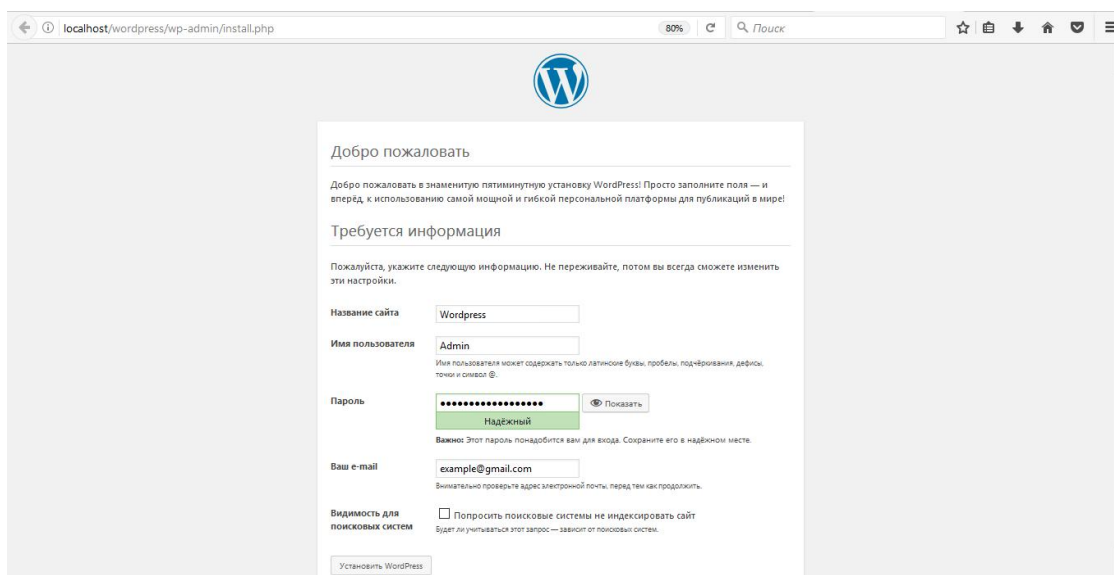 localhost/wordpress/wp-admin/install.php
80%
Поиск
Добро пожаловать
Добро пожаловать в знаменитую пятиминутную установку WordPress! Просто заполните поля — и
вперёд, к использованию самой мощной и гибкой персональной платформы для публикаций в мире!
Требуется информация
Пожалуйста, укажите следующую информацию. Не переживайте, потом вы всегда сможете изменить
эти настройки.
Название сайта
Wordpress
Имя пользователя
Admin
Имя пользователя может содержать только латинские буквы, пробелы, подчёркивания, дефисы,
точки и символ @.
Пароль
Показать
Надёжный
Важно: Этот пароль понадобится вам для входа. Сохраните его в надёжном месте.
Ваш e-mail
example@gmail.com
Внимательно проверьте адрес электронной почты, перед тем как продолжить.
Видимость для
поисковых систем
Попросить поисковые системы не индексировать сайт
Будет ли учитываться этот запрос — зависит от поисковых систем.
Установить WordPress